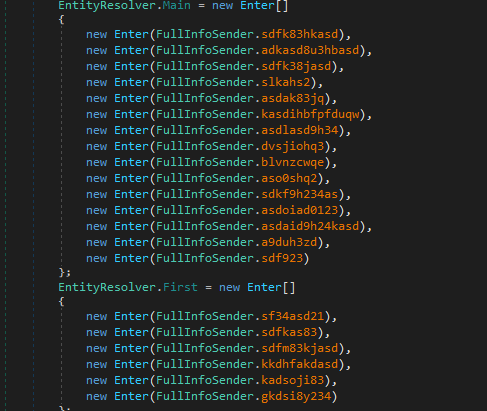 EntityResolver.Main = new Enter[]
{
new Enter(FullInfoSender.sdfk83hkasd),
new Enter(FullInfoSender.adkasd8u3hbasd),
new Enter(FullInfoSender.sdfk38jasd),
new Enter(FullInfoSender.slkahs2),
new Enter(FullInfoSender.asdak83jq),
new Enter(FullInfoSender.kasdihbfpfduqw),
new Enter(FullInfoSender.asdlasd9h34),
new Enter(FullInfoSender.dvsjiohq3),
new Enter(FullInfoSender.blvnzcwqe),
new Enter(FullInfoSender.aso0shq2),
new Enter(FullInfoSender.sdkf9h234as),
new Enter(FullInfoSender.asdoiad0123),
new Enter(FullInfoSender.asdaid9h24kasd),
new Enter(FullInfoSender.a9duh3zd),
new Enter(FullInfoSender.sdf923)
};
EntityResolver.First = new Enter[]
{
new Enter(FullInfoSender.sf34asd21),
new Enter(FullInfoSender.sdfkas83),
new Enter(FullInfoSender.sdfm83kjasd),
new Enter(FullInfoSender.kkdhfakdasd),
new Enter(FullInfoSender.kadsoji83),
new Enter(FullInfoSender.gkdsi8y234)
};